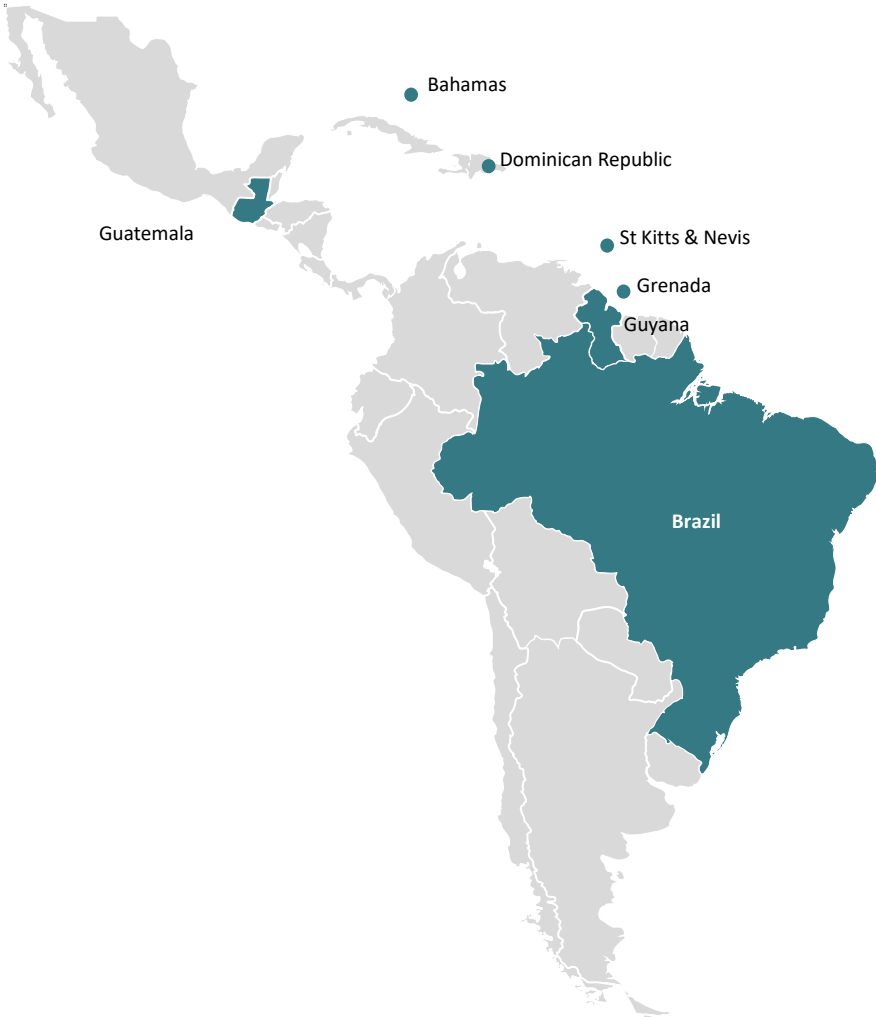 Bahamas
Dominican Republic
Guatemala
St Kitts & Nevis
Grenada
Guyana
Brazil